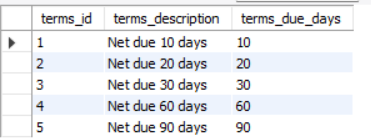 terms_id terms_description terms_due_days
1 Net due 10 days 10
2 Net due 20 days 20
3 Net due 30 days 30
4 Net due 60 days 60
5 Net due 90 days 90